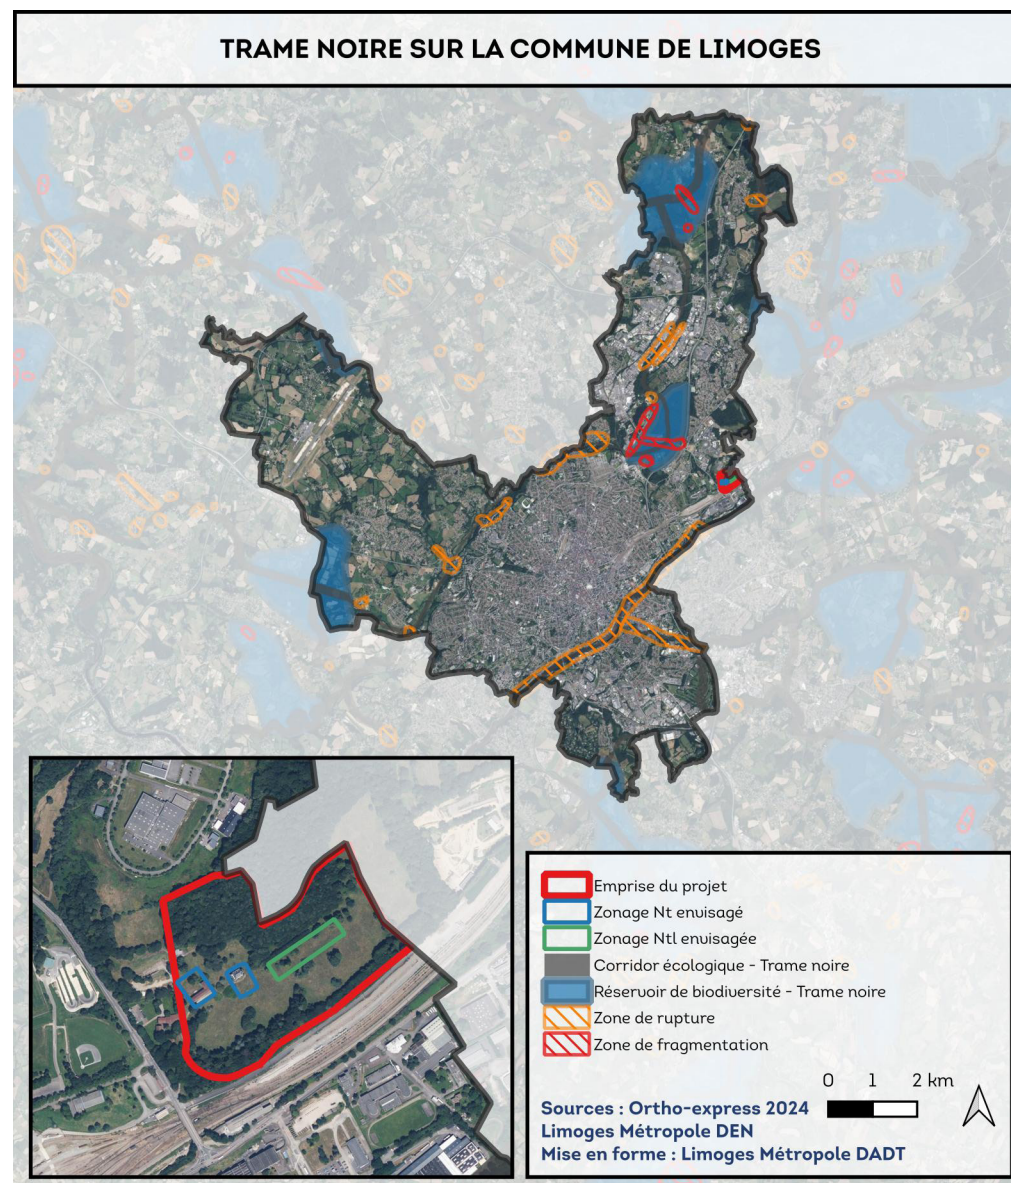 TRAME NOIRE SUR LA COMMUNE DE LIMOGES
Emprise du projet
Zonage Nt envisagé
Zonage Ntl envisagée
Corridor écologique - Trame noire
Réservoir de biodiversité - Trame noire
Zone de rupture
Zone de fragmentation
0 1 2 km
Sources : Ortho-express 2024
Limoges Métropole DEN
Mise en forme : Limoges Métropole DADT